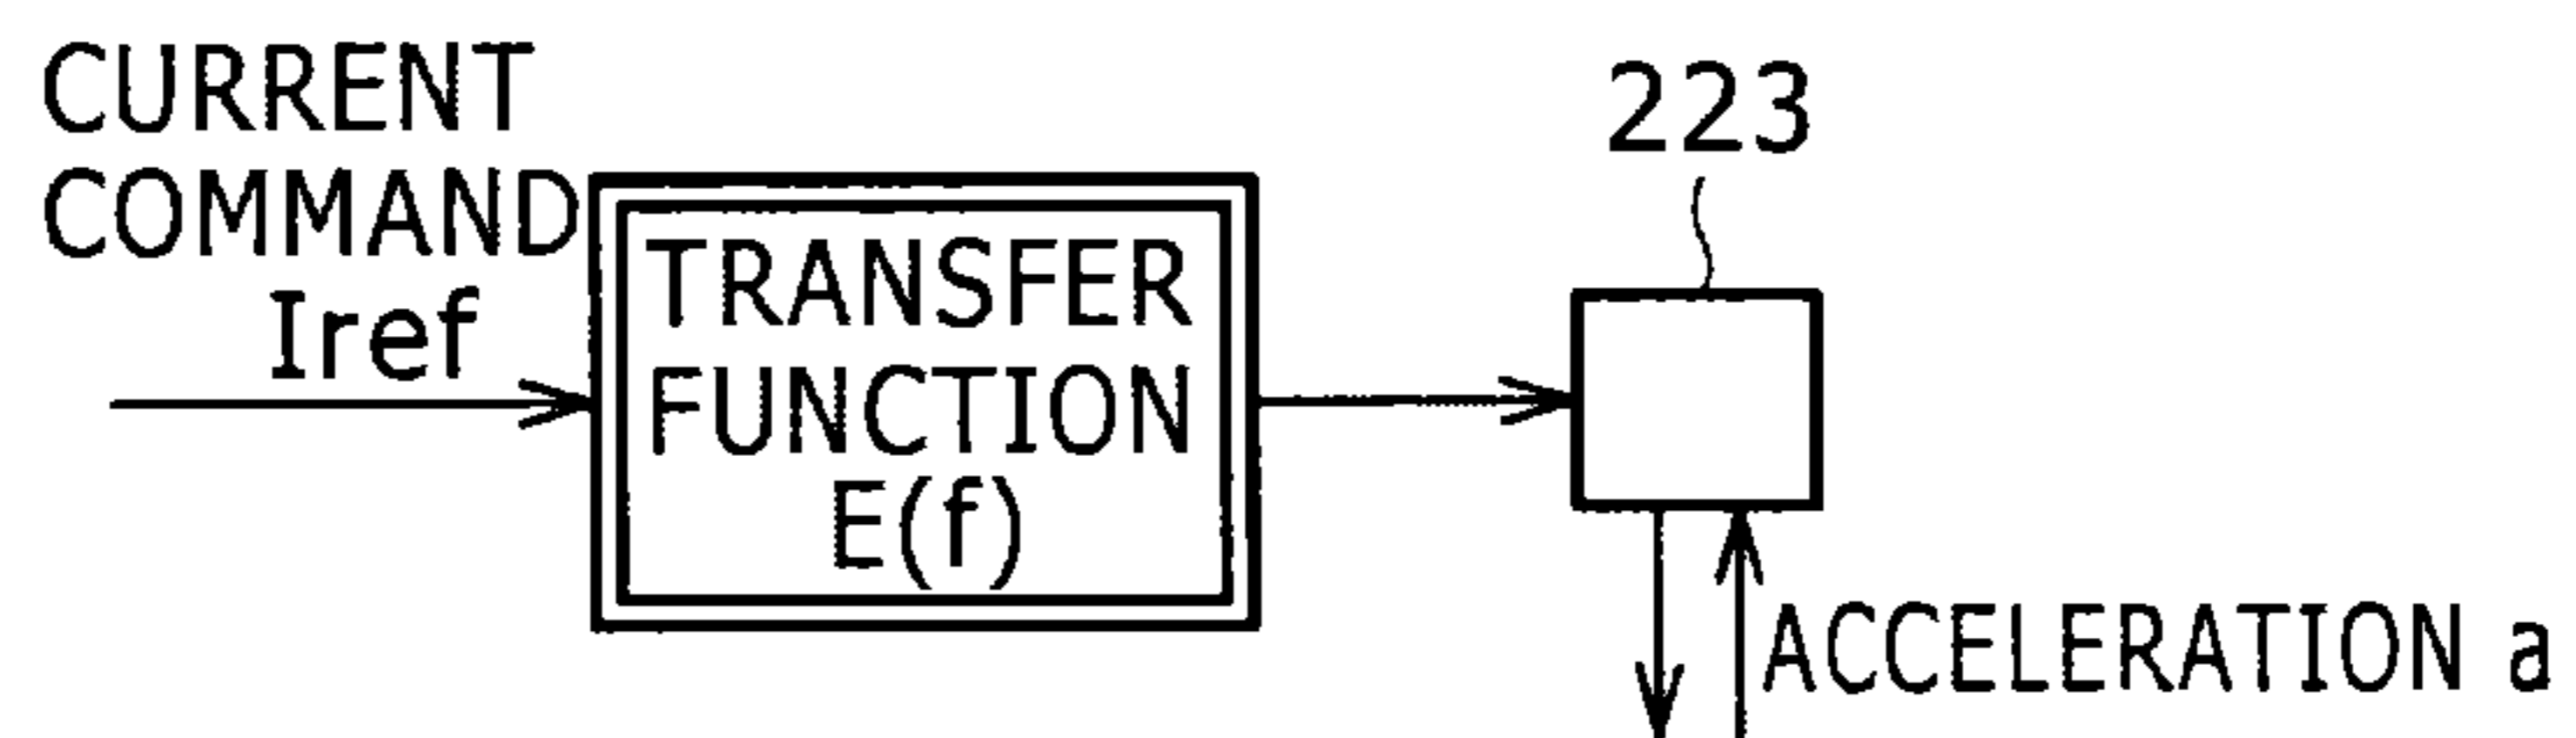 CURRENT
COMMAND
Iref
TRANSFER
FUNCTION
E(f)
223
ACCELERATION a